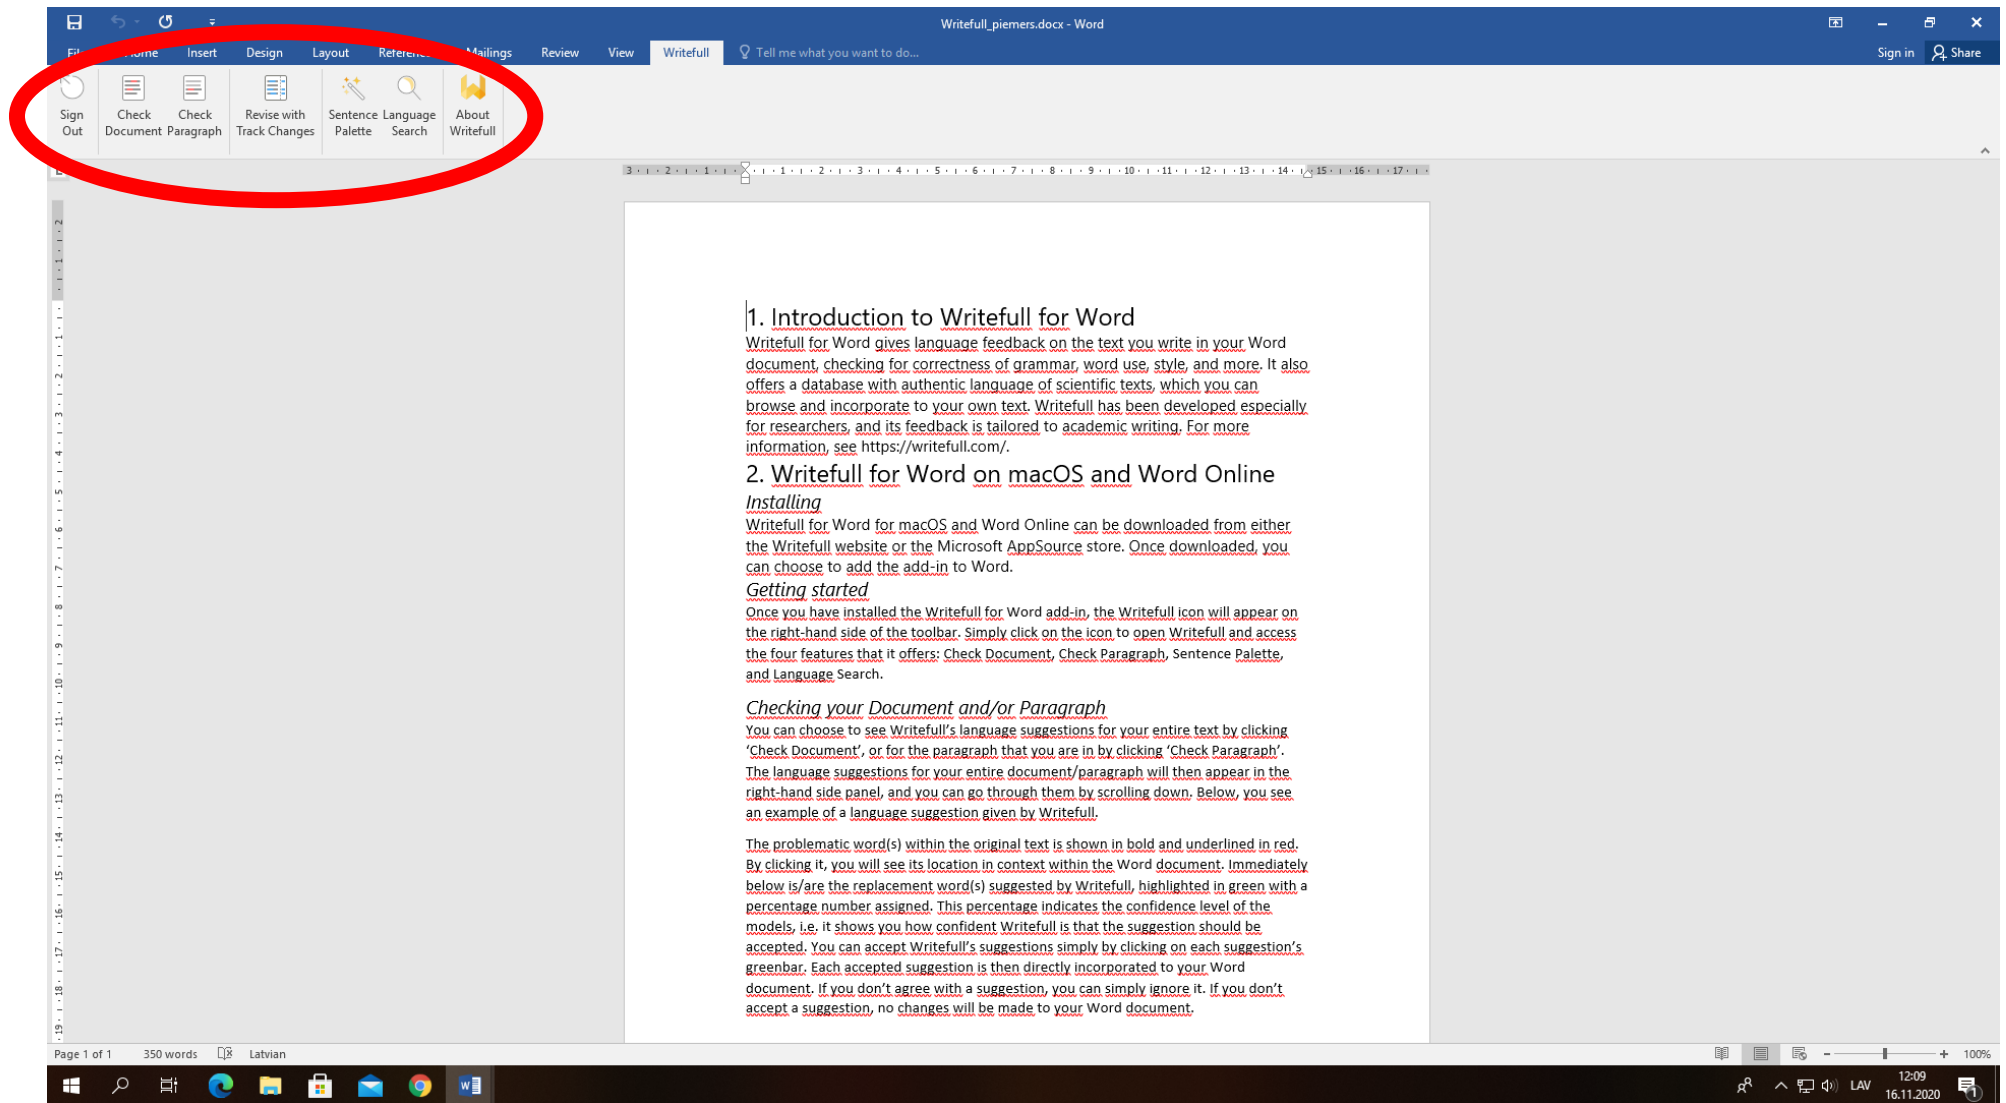 Writefull_piemers.docx - Word
Insert Design Layout Mailings Review View Writefull Tell me what you want to do... Sign in Share
Sign Out
Check Document
Check Paragraph
Revise with Track Changes
Sentence Palette
Language Search
About Writefull
3 2 1 1 2 3 4 5 6 7 8 9 10 11 12 13 14 15 16 17
1. Introduction to Writefull for Word
Writefull for Word gives language feedback on the text you write in your Word
document, checking for correctness of grammar, word use, style, and more. It also
offers a database with authentic language of scientific texts, which you can
browse and incorporate to your own text. Writefull has been developed especially
for researchers, and its feedback is tailored to academic writing. For more
information, see https://writefull.com/.
2. Writefull for Word on macOS and Word Online
Installing
Writefull for Word for macOS and Word Online can be downloaded from either
the Writefull website or the Microsoft AppSource store. Once downloaded, you
can choose to add the add-in to Word.
Getting started
Once you have installed the Writefull for Word add-in, the Writefull icon will appear on
the right-hand side of the toolbar. Simply click on the icon to open Writefull and access
the four features that it offers: Check Document, Check Paragraph, Sentence Palette,
and Language Search.
Checking your Document and/or Paragraph
You can choose to see Writefull’s language suggestions for your entire text by clicking
‘Check Document’, or for the paragraph that you are in by clicking ‘Check Paragraph’.
The language suggestions for your entire document/paragraph will then appear in the
right-hand side panel, and you can go through them by scrolling down. Below, you see
an example of a language suggestion given by Writefull.
The problematic word(s) within the original text is shown in bold and underlined in red.
By clicking it, you will see its location in context within the Word document. Immediately
below is/are the replacement word(s) suggested by Writefull, highlighted in green with a
percentage number assigned. This percentage indicates the confidence level of the
models, i.e. it shows you how confident Writefull is that the suggestion should be
accepted. You can accept Writefull’s suggestions simply by clicking on each suggestion’s
greenbar. Each accepted suggestion is then directly incorporated to your Word
document. If you don’t agree with a suggestion, you can simply ignore it. If you don’t
accept a suggestion, no changes will be made to your Word document.
Page 1 of 1 350 words Latvian 100%
LAV 12:09
16.11.2020
1